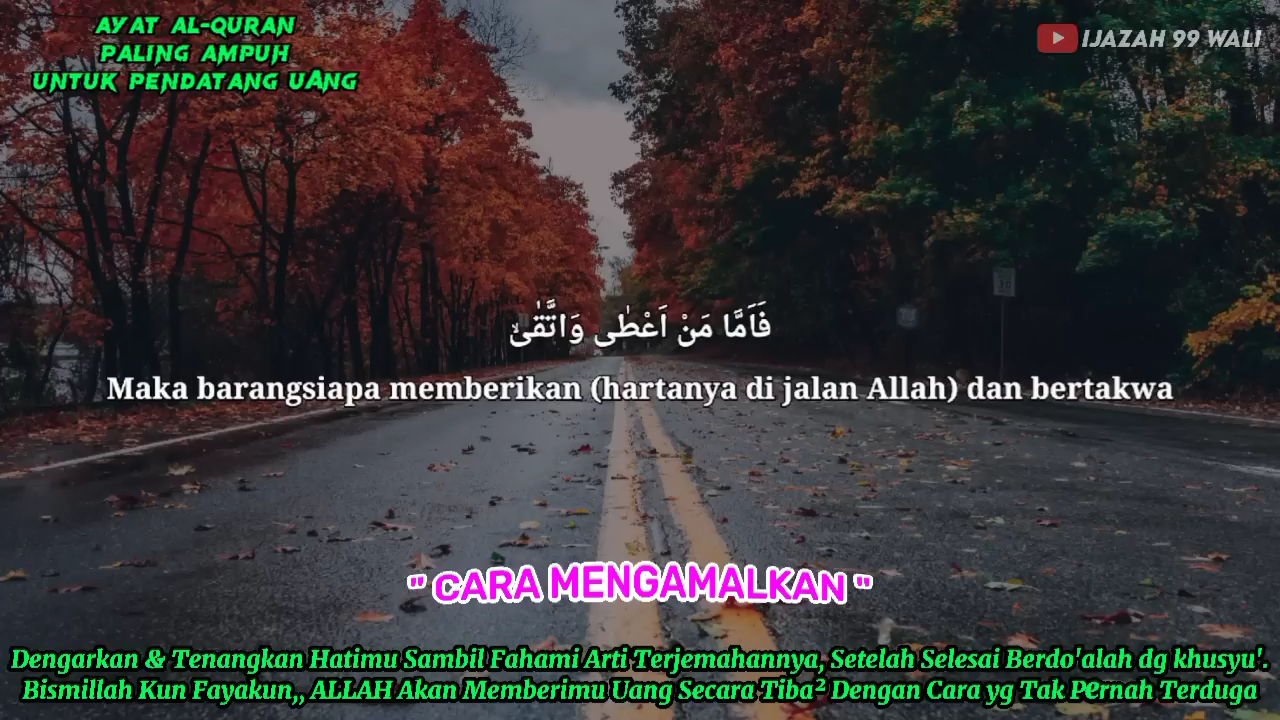 AYAT AL-QURAN
PALING AMPUH
UNTUK PENDATANG UANG
IJAZAH 99 WALI
فَاَمَّا مَنْ اَعْطٰى وَاتَّقٰىۙ
Maka barangsiapa memberikan (hartanya di jalan Allah) dan bertakwa
" CARA MENGAMALKAN "
Dengarkan & Tenangkan Hatimu Sambil Fahami Arti Terjemahannya, Setelah Selesai Berdo'alah dg khusyu'.
Bismillah Kun Fayakun,, ALLAH Akan Memberimu Uang Secara Tiba² Dengan Cara yg Tak Pernah Terduga